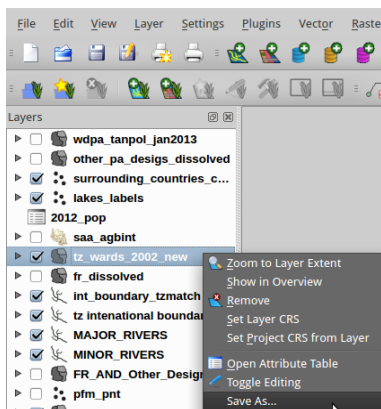 File Edit View Layer Settings Plugins Vector Raste
Layers
wdpa_tanpol_jan2013
other_pa_desigs_dissolved
surrounding_countries_c...
lakes_labels
2012_pop
saa_agbint
tz_wards_2002_new
fr_dissolved
int_boundary_tzmatch
tz intenational boundar
MAJOR_RIVERS
MINOR_RIVERS
FR_AND_Other_Design
pfm_pnt
Zoom to Layer Extent
Show in Overview
Remove
Set Layer CRS
Set Project CRS from Layer
Open Attribute Table
Toggle Editing
Save As...